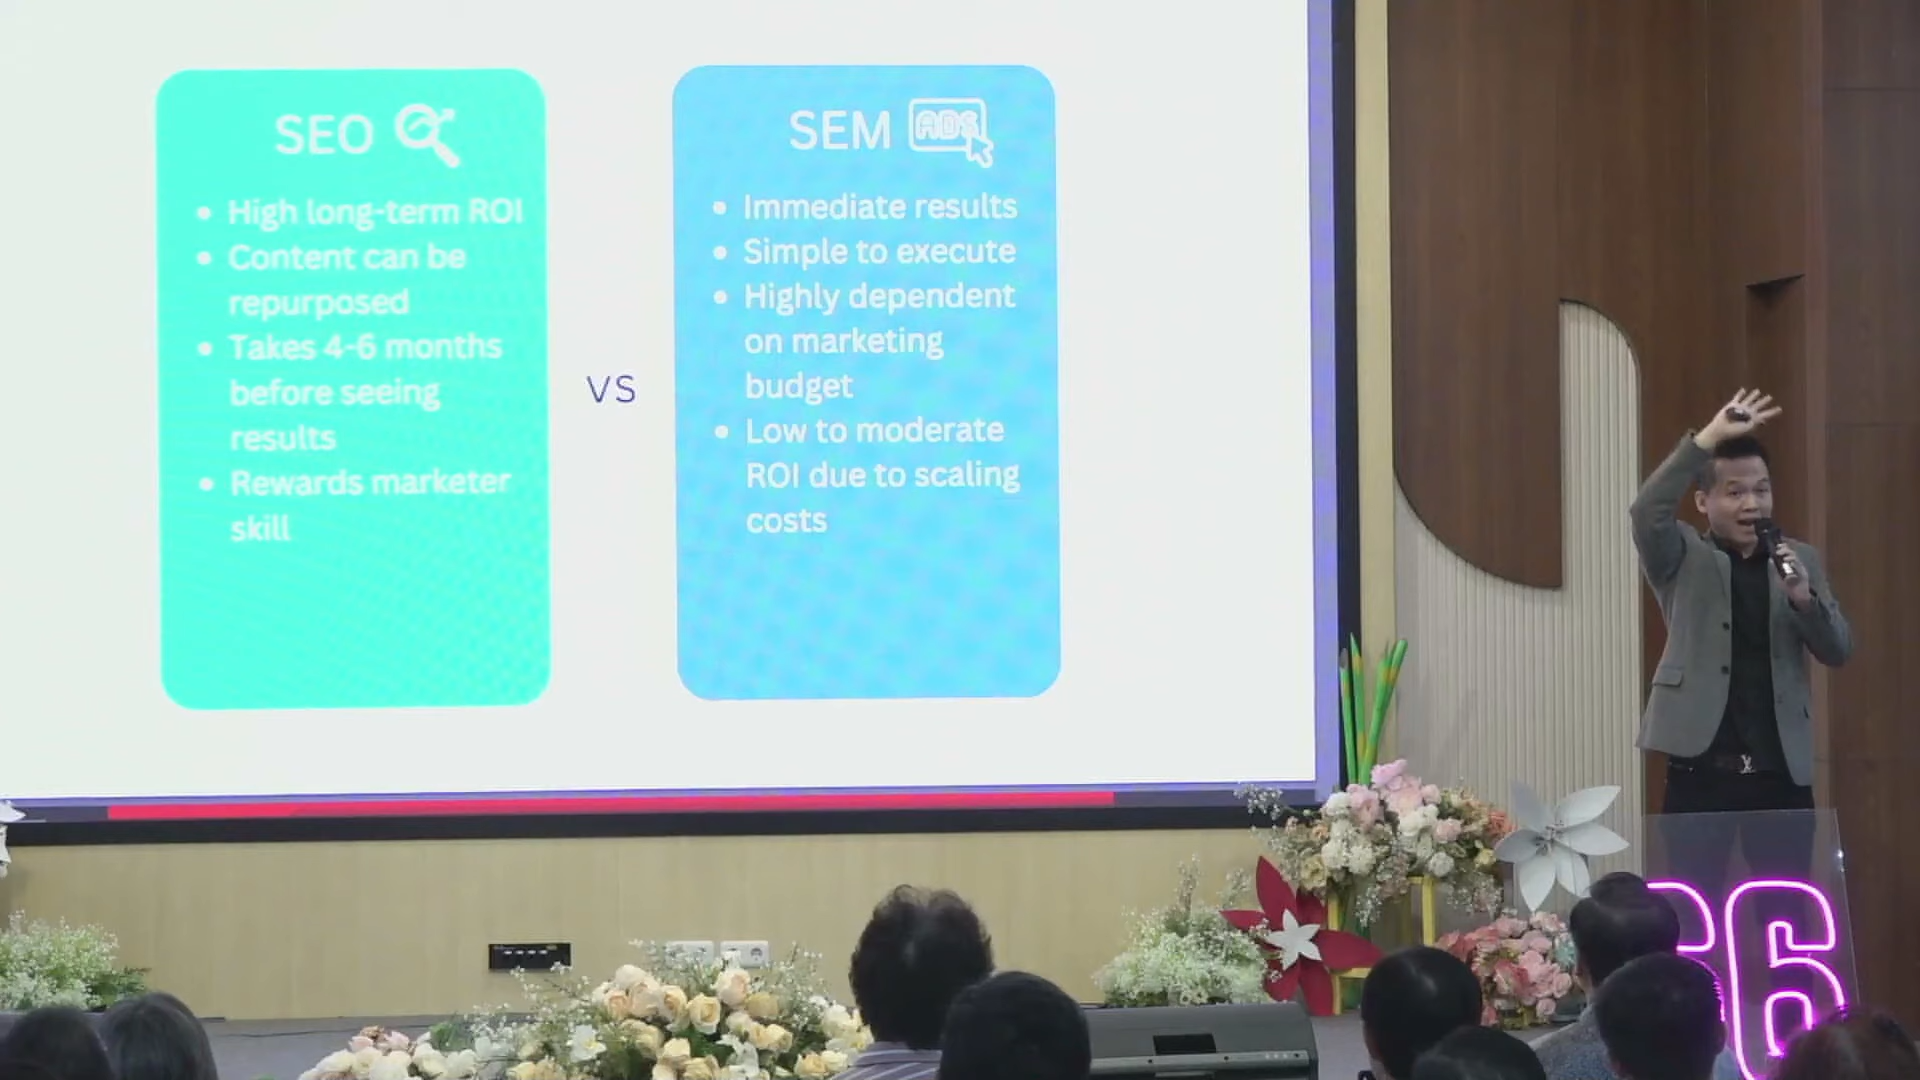 SEO
High long-term ROI
Content can be
repurposed
Takes 4-6 months
before seeing
results
Rewards marketer
skill
VS
SEM
ADS
Immediate results
Simple to execute
Highly dependent
on marketing
budget
Low to moderate
ROI due to scaling
costs
66